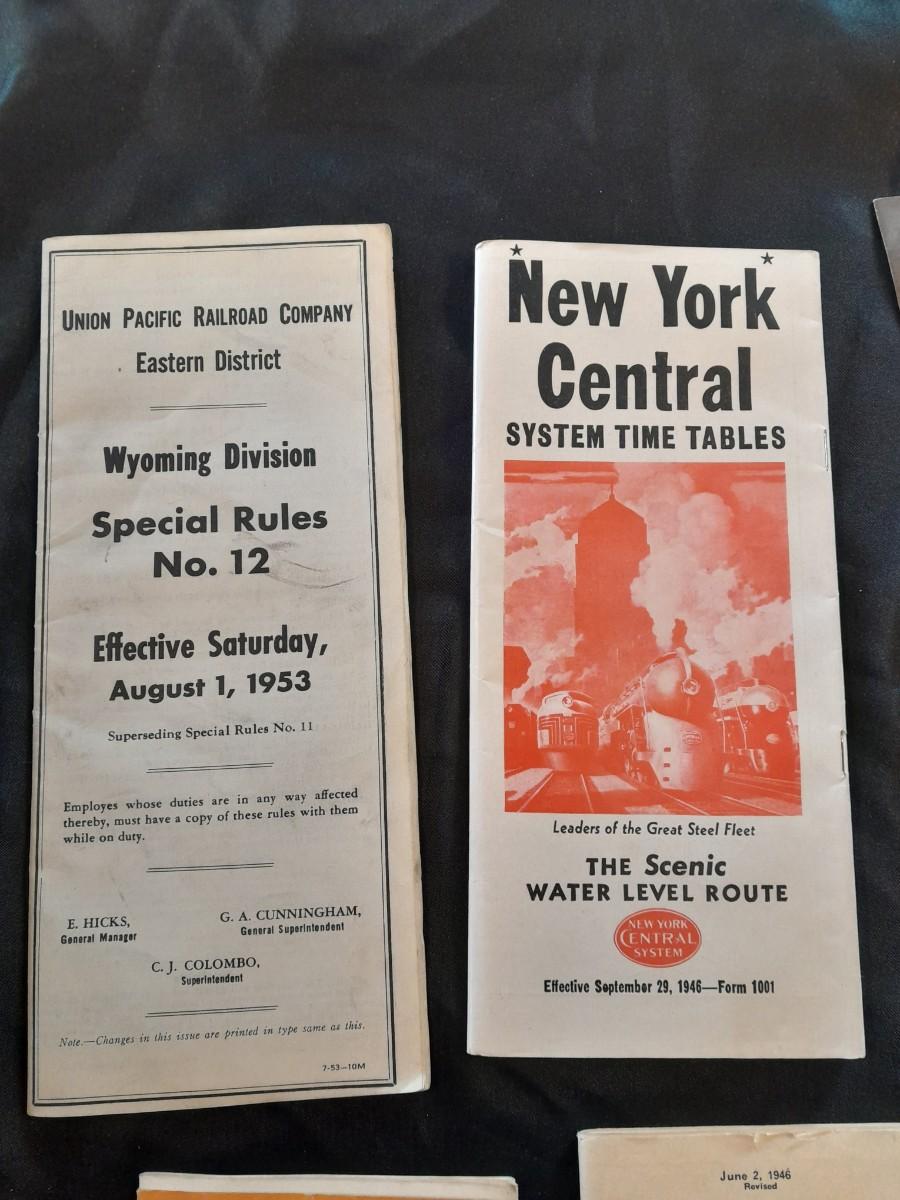 UNION PACIFIC RAILROAD COMPANY
Eastern District
Wyoming Division
Special Rules
No. 12
Effective Saturday,
August 1, 1953
Superseding Special Rules No. 11
Employes whose duties are in any way affected
thereby, must have a copy of these rules with them
while on duty.
E. HICKS,
General Manager
G. A. CUNNINGHAM,
General Superintendent
C. J. COLOMBO,
Superintendent
Note.—Changes in this issue are printed in type same as this.
7-53—10M
New York
Central
SYSTEM TIME TABLES
Leaders of the Great Steel Fleet
THE Scenic
WATER LEVEL ROUTE
NEW YORK
CENTRAL
SYSTEM
Effective September 29, 1946—Form 1001
June 2, 1946
Revised